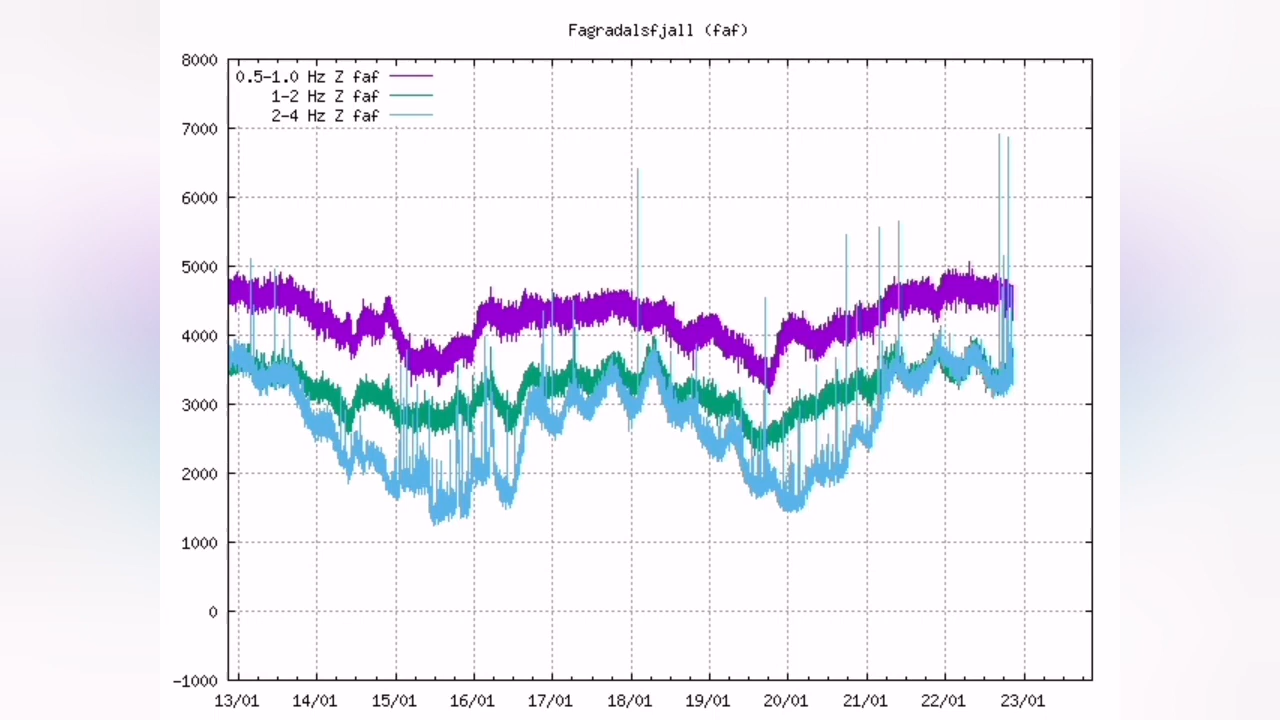 Fagradalsfjall (faf)
8000
0.5-1.0 Hz Z faf
1-2 Hz Z faf
2-4 Hz Z faf
7000
6000
5000
4000
3000
2000
1000
0
-1000
13/01 14/01 15/01 16/01 17/01 18/01 19/01 20/01 21/01 22/01 23/01